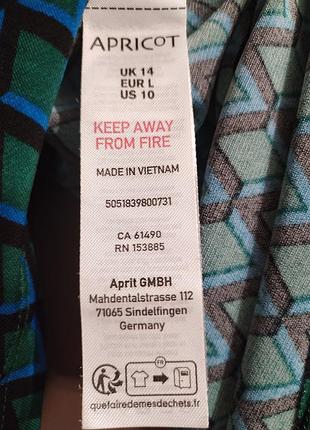 APRICOT
UK 14
EUR L
US 10
KEEP AWAY
FROM FIRE
MADE IN VIETNAM
5051839800731
CA 61490
RN 153885
Aprit GMBH
Mahdentalstrasse 112
71065 Sindelfingen
Germany
FR
quefairedemesdechets.fr